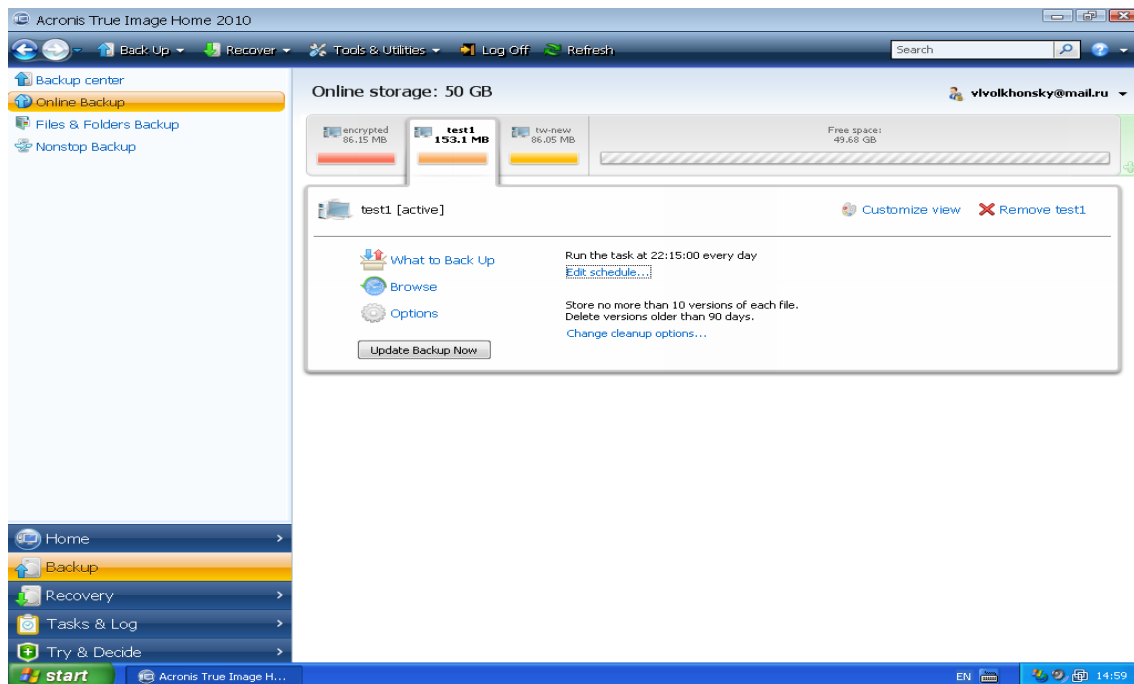 Acronis True Image Home 2010
Back Up Recover Tools & Utilities Log Off Refresh Search
Backup center
Online Backup
Files & Folders Backup
Nonstop Backup
Online storage: 50 GB
vlvolkhonsky@mail.ru
encrypted
86.15 MB
test1
153.1 MB
tw-new
86.05 MB
Free space:
49.68 GB
test1 [active]
Customize view
Remove test1
What to Back Up
Browse
Options
Update Backup Now
Run the task at 22:15:00 every day
Edit schedule...
Store no more than 10 versions of each file.
Delete versions older than 90 days.
Change cleanup options...
Home
Backup
Recovery
Tasks & Log
Try & Decide
start
Acronis True Image H...
EN
14:59